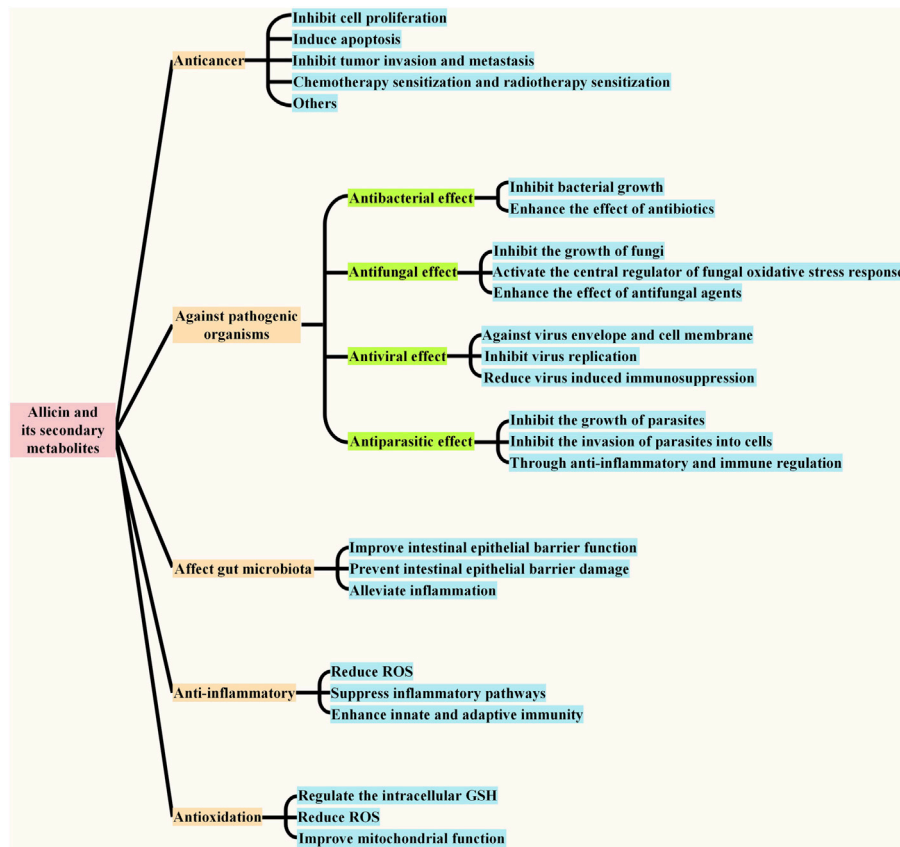 Inhibit cell proliferation
Induce apoptosis
Anticancer
Inhibit tumor invasion and metastasis
Chemotherapy sensitization and radiotherapy sensitization
Others
Antibacterial effect
Inhibit bacterial growth
Enhance the effect of antibiotics
Antifungal effect
Inhibit the growth of fungi
Activate the central regulator of fungal oxidative stress response
Enhance the effect of antifungal agents
Against pathogenic
organisms
Antiviral effect
Against virus envelope and cell membrane
Inhibit virus replication
Reduce virus induced immunosuppression
Allicin and
its secondary
metabolites
Antiparasitic effect
Inhibit the growth of parasites
Inhibit the invasion of parasites into cells
Through anti-inflammatory and immune regulation
Affect gut microbiota
Improve intestinal epithelial barrier function
Prevent intestinal epithelial barrier damage
Alleviate inflammation
Anti-inflammatory
Reduce ROS
Suppress inflammatory pathways
Enhance innate and adaptive immunity
Antioxidation
Regulate the intracellular GSH
Reduce ROS
Improve mitochondrial function